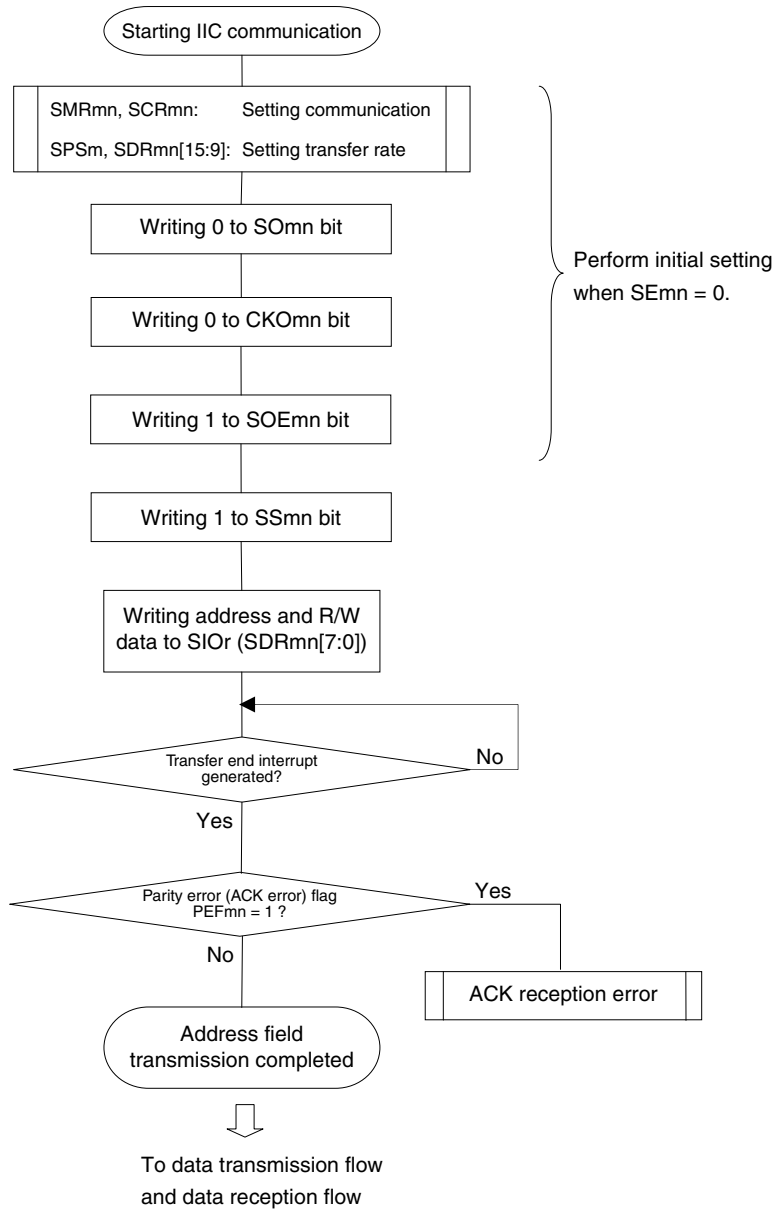 Starting IIC communication
SMRmn, SCRmn: Setting communication
SPSm, SDRmn[15:9]: Setting transfer rate
Writing 0 to SOmn bit
Perform initial setting
when SEmn = 0.
Writing 0 to CKOmn bit
Writing 1 to SOEmn bit
Writing 1 to SSmn bit
Writing address and R/W
data to SIOr (SDRmn[7:0])
Transfer end interrupt
generated?
No
Yes
Parity error (ACK error) flag
PEFmn = 1 ?
Yes
No
ACK reception error
Address field
transmission completed
To data transmission flow
and data reception flow